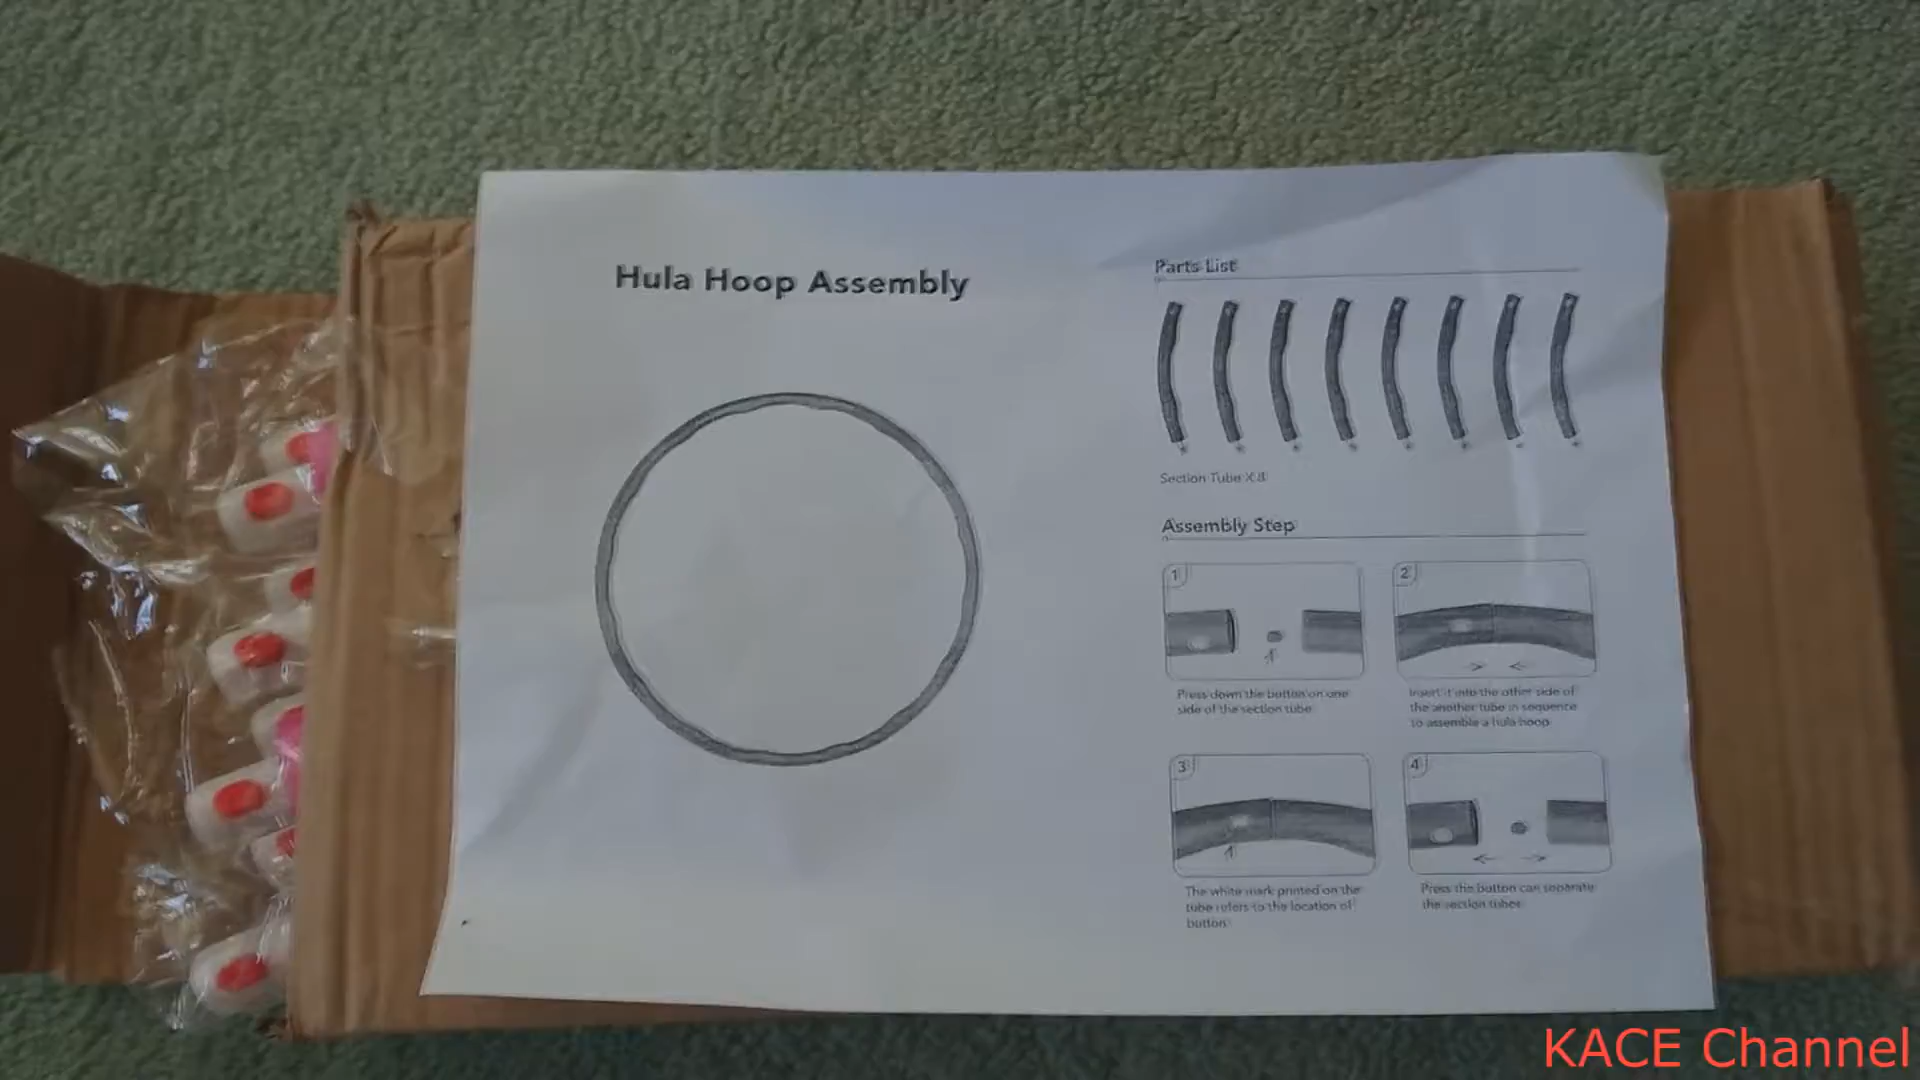 Hula Hoop Assembly
Parts List
Section Tube X 8
Assembly Step
1
Press down the button on one
side of the section tube.
2
Insert it into the other side of
the another tube in sequence
to assemble a hula hoop.
3
The white mark printed on the
tube refers to the location of
button.
4
Press the button can separate
the section tubes.
KACE Channel